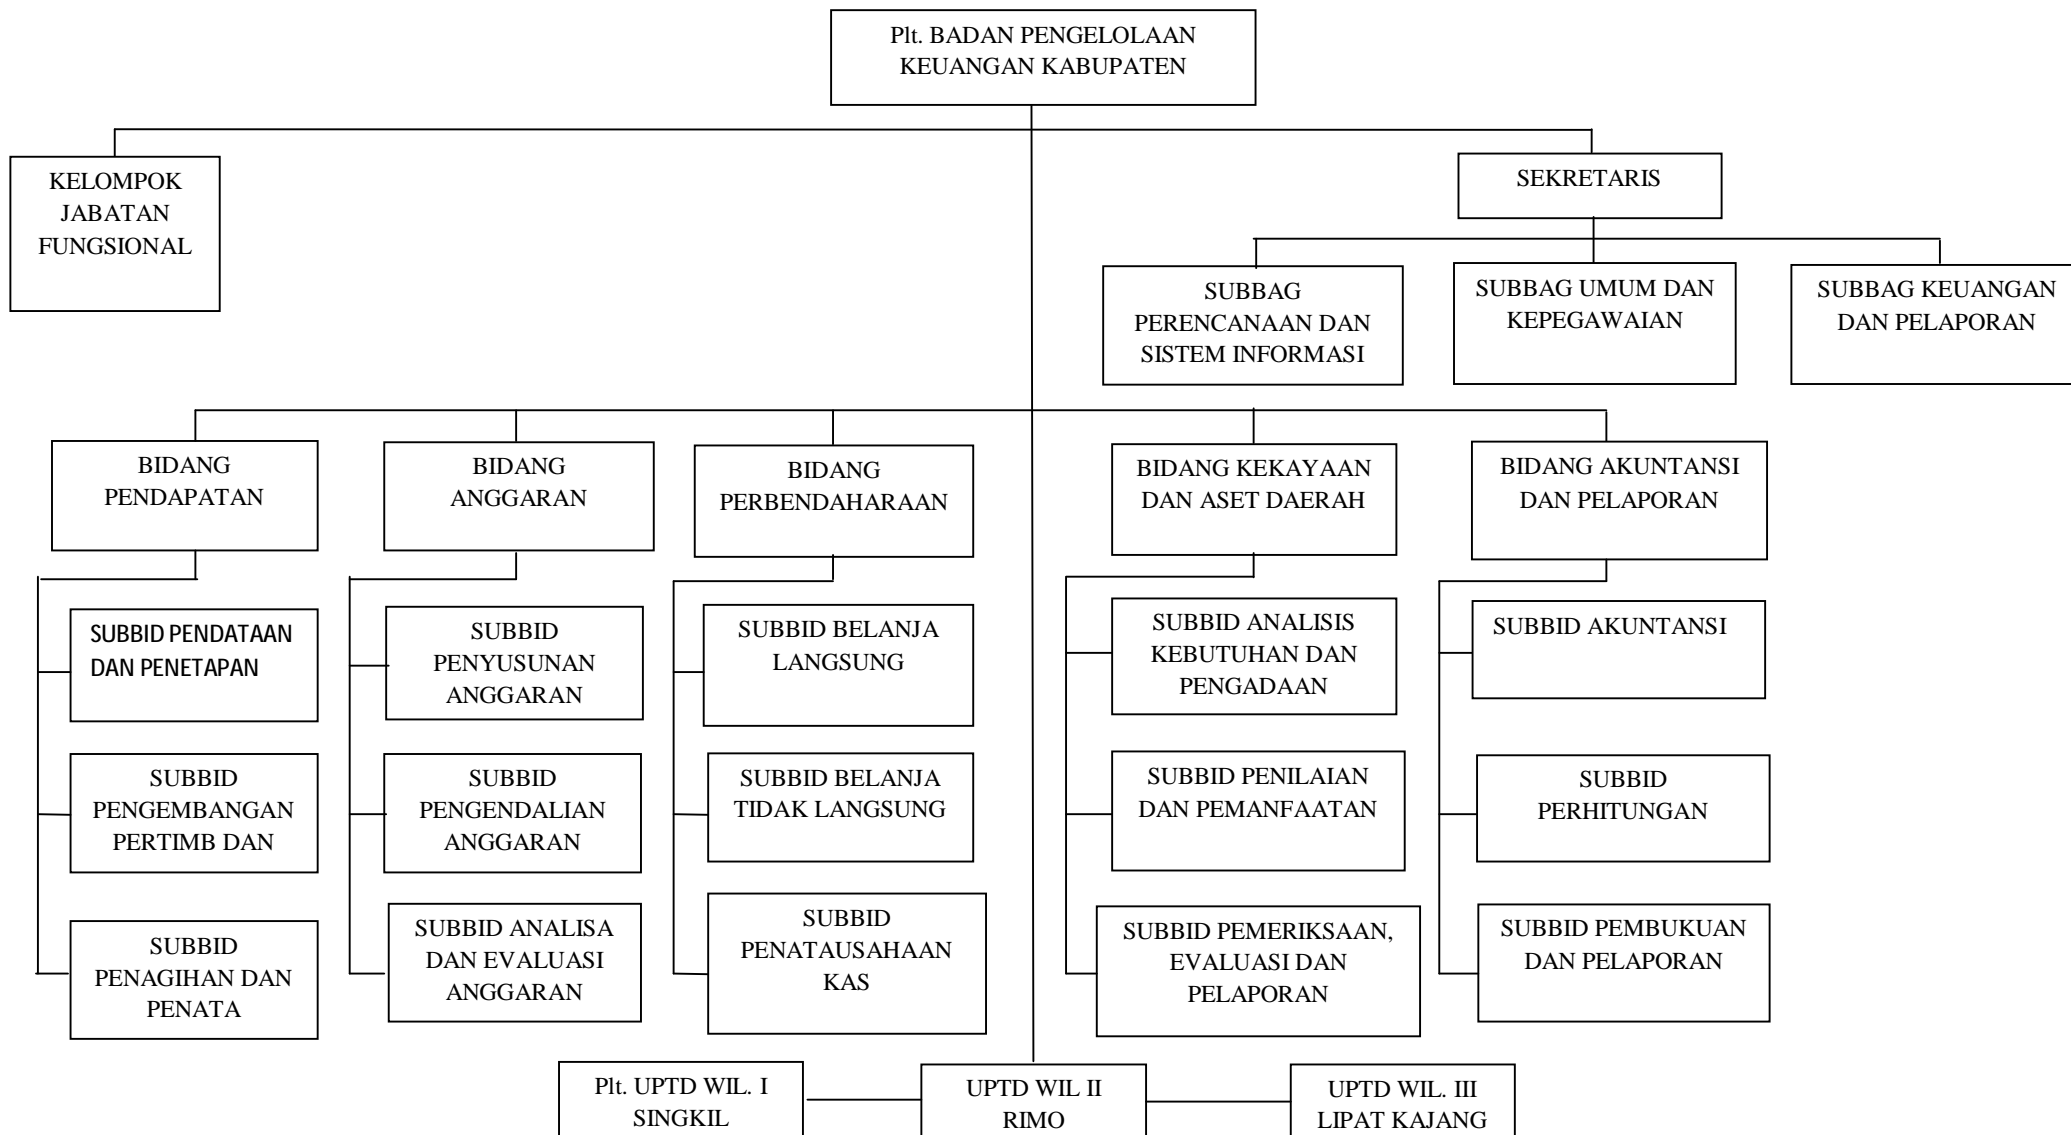 Plt. BADAN PENGELOLAAN
KEUANGAN KABUPATEN
KELOMPOK
JABATAN
FUNGSIONAL
SEKRETARIS
SUBBAG
PERENCANAAN DAN
SISTEM INFORMASI
SUBBAG UMUM DAN
KEPEGAWAIAN
SUBBAG KEUANGAN
DAN PELAPORAN
BIDANG
PENDAPATAN
BIDANG
ANGGARAN
BIDANG
PERBENDAHARAAN
BIDANG KEKAYAAN
DAN ASET DAERAH
BIDANG AKUNTANSI
DAN PELAPORAN
SUBBID PENDATAAN
DAN PENETAPAN
SUBBID
PENYUSUNAN
ANGGARAN
SUBBID BELANJA
LANGSUNG
SUBBID ANALISIS
KEBUTUHAN DAN
PENGADAAN
SUBBID AKUNTANSI
SUBBID
PENGEMBANGAN
PERTIMB DAN
SUBBID
PENGENDALIAN
ANGGARAN
SUBBID BELANJA
TIDAK LANGSUNG
SUBBID PENILAIAN
DAN PEMANFAATAN
SUBBID
PERHITUNGAN
SUBBID
PENAGIHAN DAN
PENATA
SUBBID ANALISA
DAN EVALUASI
ANGGARAN
SUBBID
PENATAUSAHAAN
KAS
SUBBID PEMERIKSAAN,
EVALUASI DAN
PELAPORAN
SUBBID PEMBUKUAN
DAN PELAPORAN
Plt. UPTD WIL. I
SINGKIL
UPTD WIL II
RIMO
UPTD WIL. III
LIPAT KAJANG